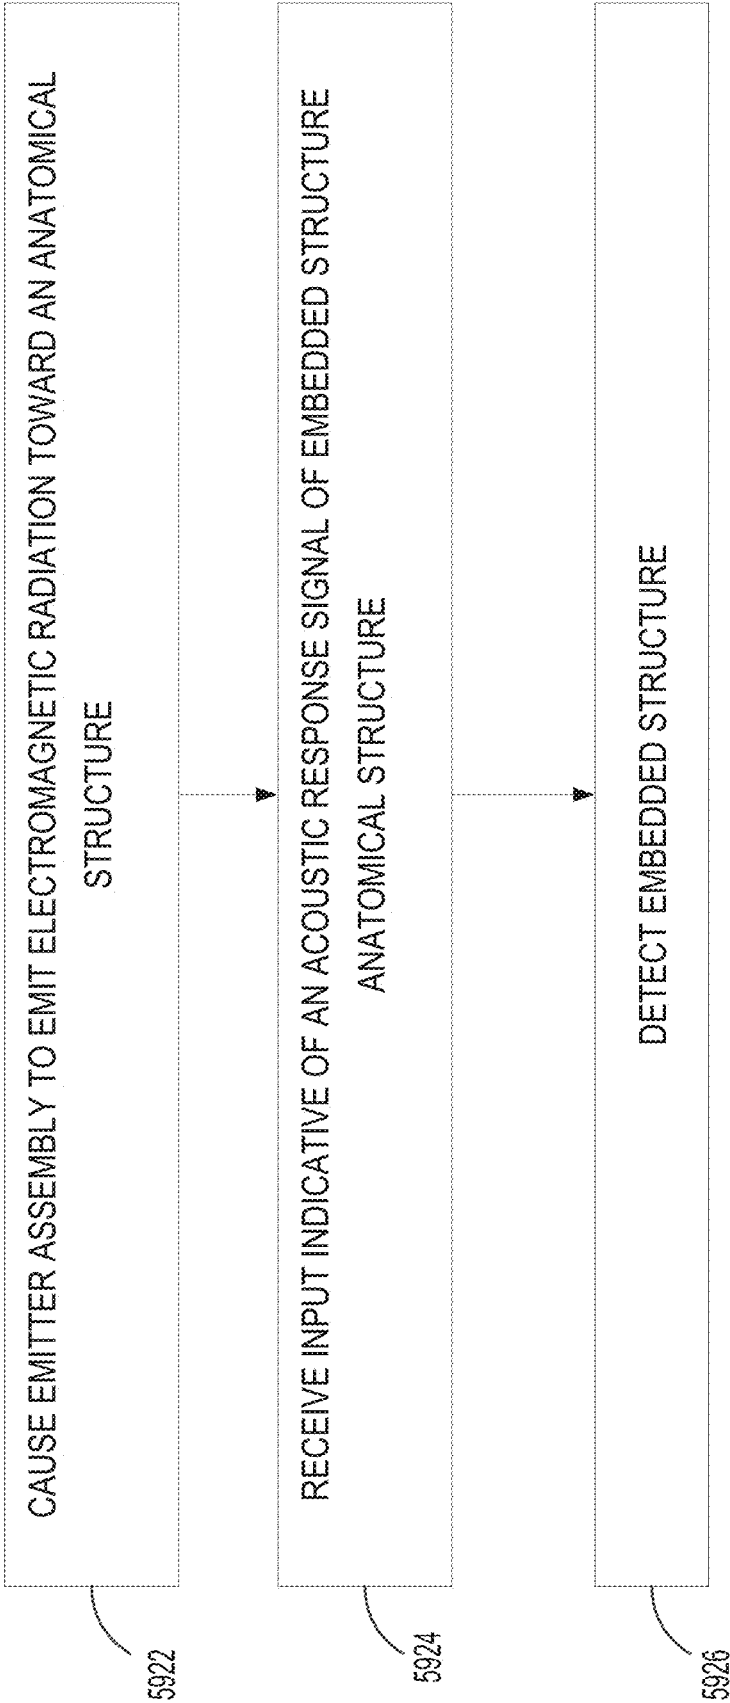 CAUSE EMITTER ASSEMBLY TO EMIT ELECTROMAGNETIC RADIATION TOWARD AN ANATOMICAL
STRUCTURE
5922
RECEIVE INPUT INDICATIVE OF AN ACOUSTIC RESPONSE SIGNAL OF EMBEDDED STRUCTURE
ANATOMICAL STRUCTURE
5924
DETECT EMBEDDED STRUCTURE
5926